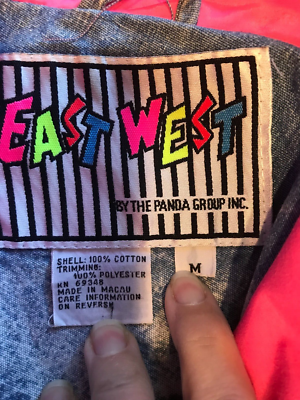 EAST WEST
BY THE PANDA GROUP INC.
SHELL: 100% COTTON
TRIMMING:
100% POLYESTER
RN 69348
MADE IN MACAU
CARE INFORMATION
ON REVERSE
M